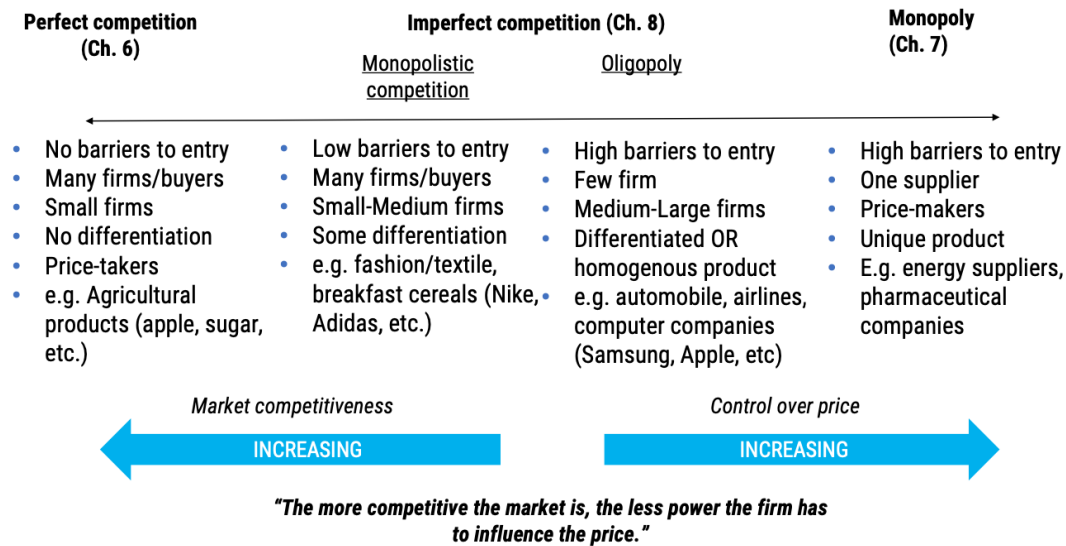 Perfect competition
(Ch. 6)
Imperfect competition (Ch. 8)
Monopoly
(Ch. 7)
Monopolistic
competition
Oligopoly
• No barriers to entry
• Many firms/buyers
• Small firms
• No differentiation
• Price-takers
• e.g. Agricultural
products (apple, sugar,
etc.)
• Low barriers to entry
• Many firms/buyers
• Small-Medium firms
• Some differentiation
• e.g. fashion/textile,
breakfast cereals (Nike,
Adidas, etc.)
• High barriers to entry
• Few firm
• Medium-Large firms
• Differentiated OR
homogenous product
• e.g. automobile, airlines,
computer companies
(Samsung, Apple, etc)
• High barriers to entry
• One supplier
• Price-makers
• Unique product
• E.g. energy suppliers,
pharmaceutical
companies
Market competitiveness
INCREASING
Control over price
INCREASING
“The more competitive the market is, the less power the firm has
to influence the price.”